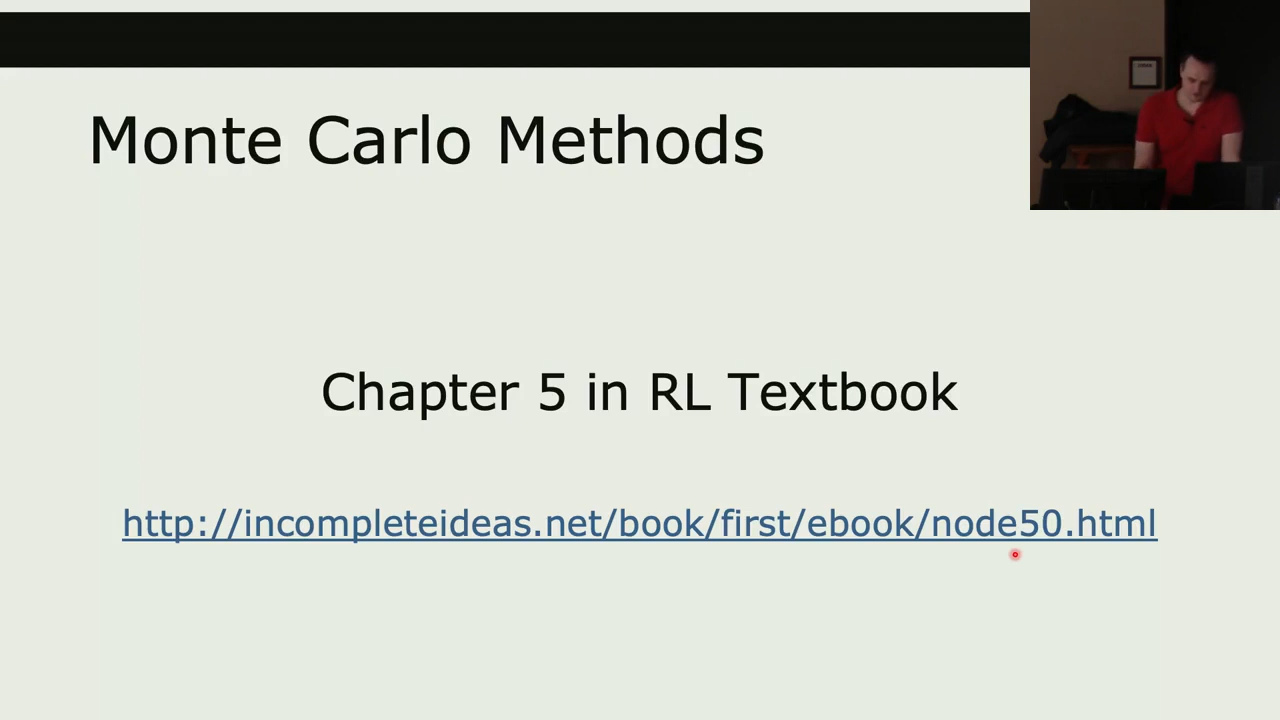 Monte Carlo Methods
Chapter 5 in RL Textbook
http://incompleteideas.net/book/first/ebook/node50.html